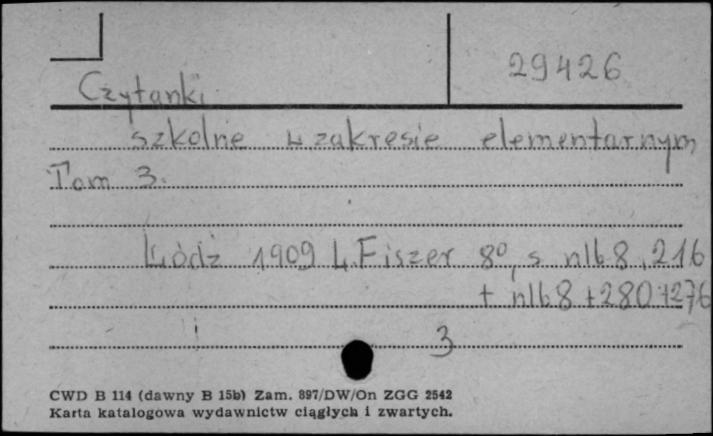 29426
Czytanki
szkolne w zakresie elementarnym
Tom 3.
Łódź 1909 L. Fiszer 8°, s nlb 8, 216
+ nlb 8 + 280 + 276
3
CWD B 114 (dawny B 15b) Zam. 897/DW/On ZGG 2542
Karta katalogowa wydawnictw ciągłych i zwartych.